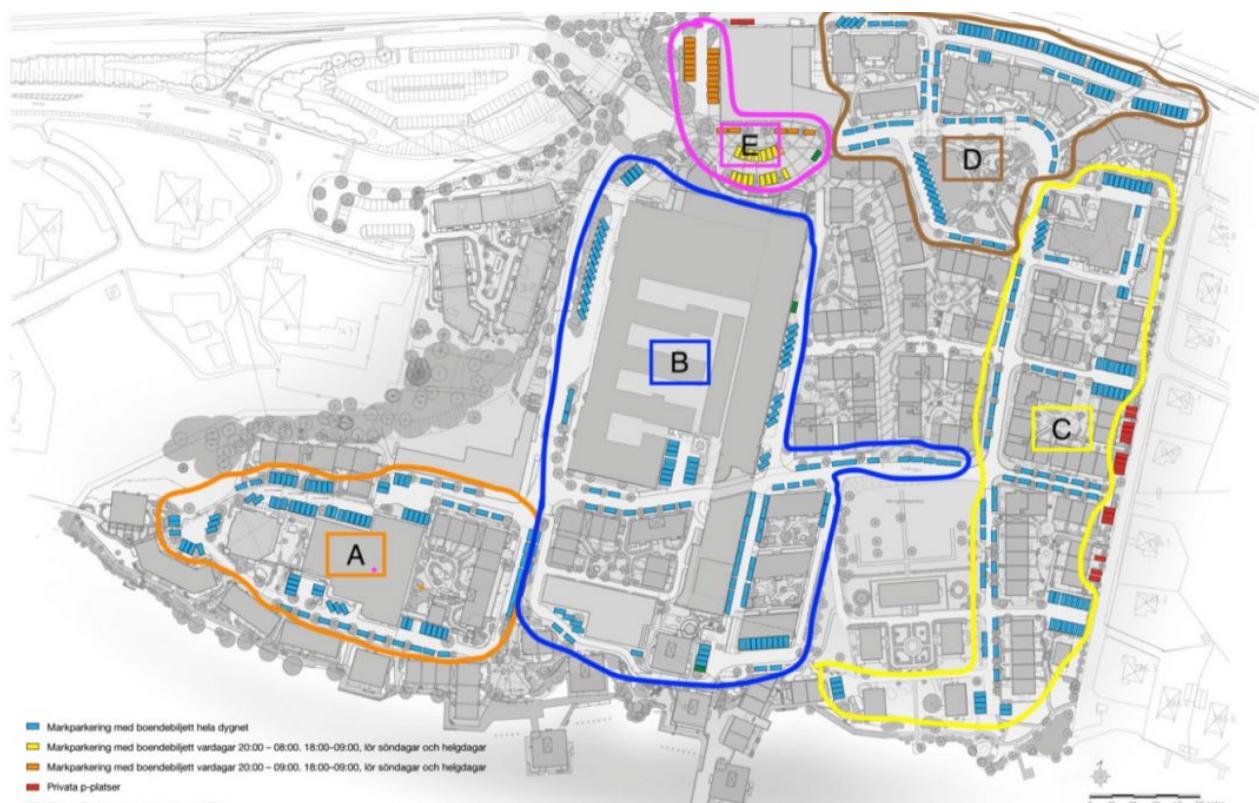 E
D
B
C
A
Markparkering med boendebiljett hela dygnet
Markparkering med boendebiljett vardagar 20:00 – 08:00. 18:00–09:00, lör söndagar och helgdagar
Markparkering med boendebiljett vardagar 20:00 – 09:00. 18:00–09:00, lör söndagar och helgdagar
Privata p-platser